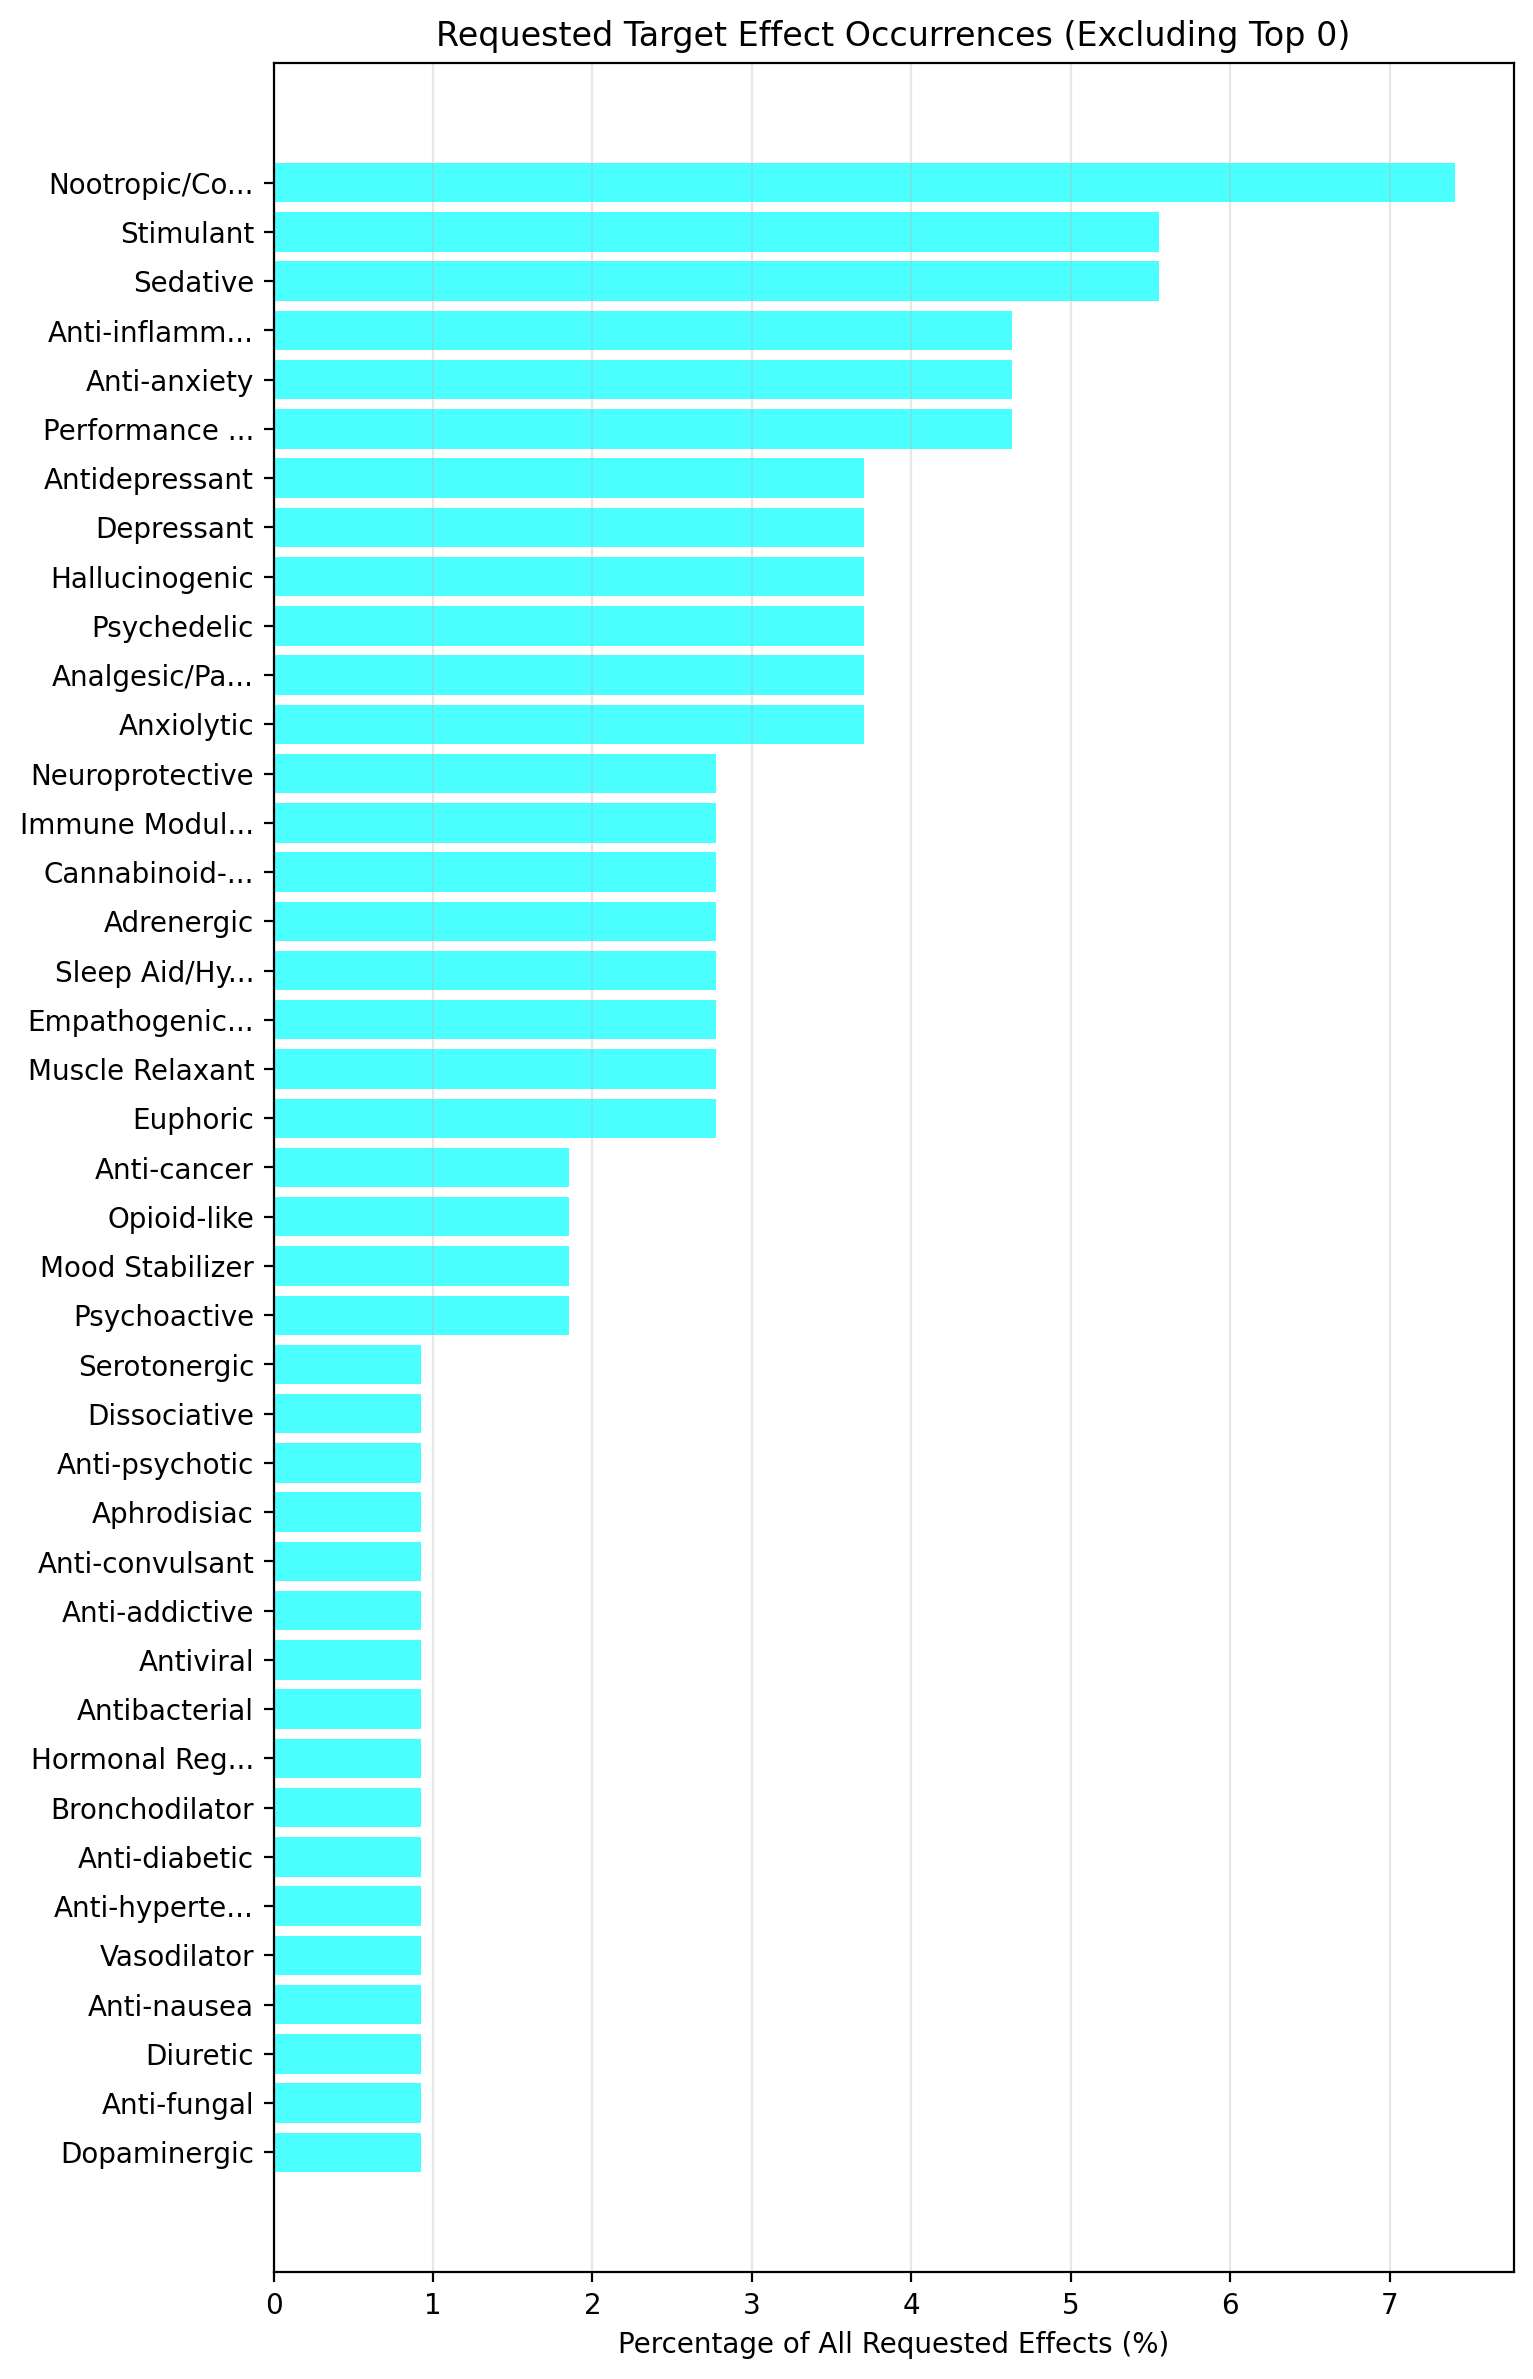 Requested Target Effect Occurrences (Excluding Top 0)
Nootropic/Co...
Stimulant
Sedative
Anti-inflamm...
Anti-anxiety
Performance ...
Antidepressant
Depressant
Hallucinogenic
Psychedelic
Analgesic/Pa...
Anxiolytic
Neuroprotective
Immune Modul...
Cannabinoid-...
Adrenergic
Sleep Aid/Hy...
Empathogenic...
Muscle Relaxant
Euphoric
Anti-cancer
Opioid-like
Mood Stabilizer
Psychoactive
Serotonergic
Dissociative
Anti-psychotic
Aphrodisiac
Anti-convulsant
Anti-addictive
Antiviral
Antibacterial
Hormonal Reg...
Bronchodilator
Anti-diabetic
Anti-hyperte...
Vasodilator
Anti-nausea
Diuretic
Anti-fungal
Dopaminergic
0 1 2 3 4 5 6 7
Percentage of All Requested Effects (%)